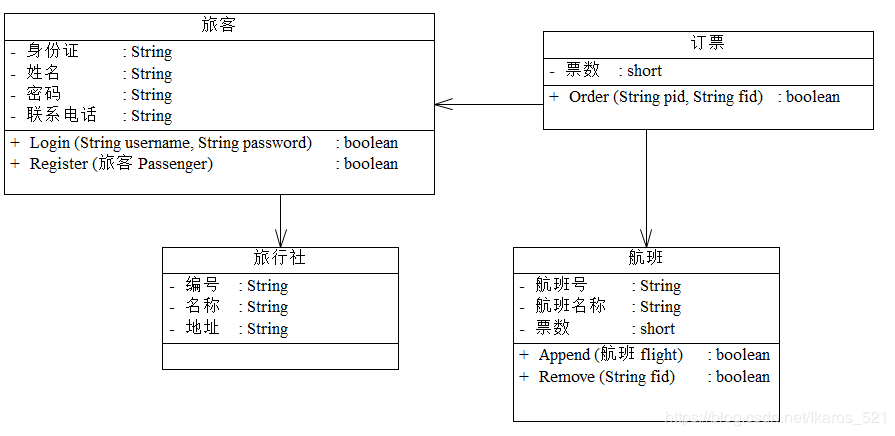 旅客
- 身份证 : String
- 姓名 : String
- 密码 : String
- 联系电话 : String
+ Login (String username, String password) : boolean
+ Register (旅客 Passenger) : boolean
订票
- 票数 : short
+ Order (String pid, String fid) : boolean
旅行社
- 编号 : String
- 名称 : String
- 地址 : String
航班
- 航班号 : String
- 航班名称 : String
- 票数 : short
+ Append (航班 flight) : boolean
+ Remove (String fid) : boolean
https://blog.csdn.net/Ikaros_521